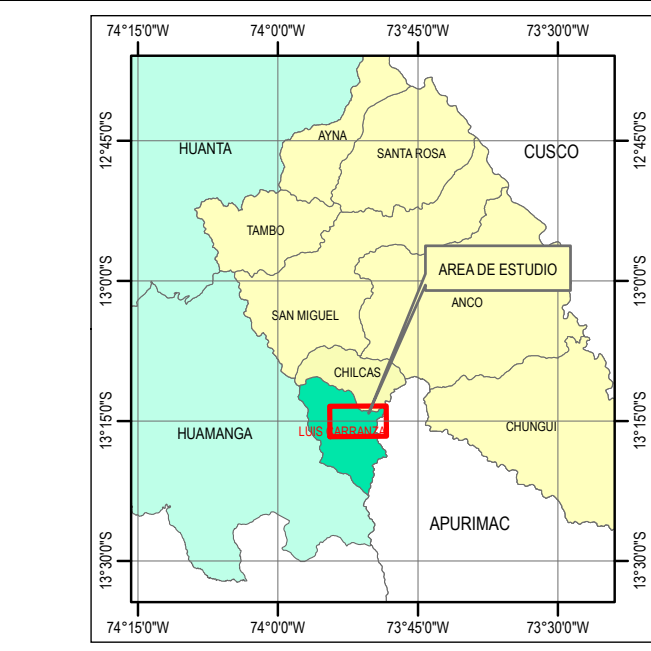 74°15'0"W 74°0'0"W 73°45'0"W 73°30'0"W
12°45'0"S
12°45'0"S
AYNA
HUANTA
SANTA ROSA
CUSCO
TAMBO
AREA DE ESTUDIO
13°0'0"S
13°0'0"S
ANCO
SAN MIGUEL
CHILCAS
13°15'0"S
13°15'0"S
CHUNGUI
HUAMANGA
LUIS CARRANZA
APURIMAC
13°30'0"S
13°30'0"S
74°15'0"W 74°0'0"W 73°45'0"W 73°30'0"W